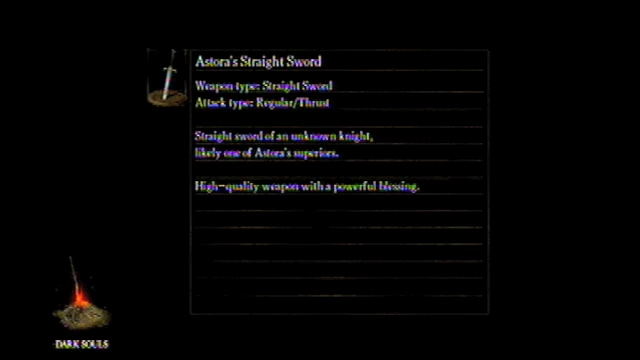 Astora's Straight Sword
Weapon type: Straight Sword
Attack type: Regular/Thrust
Straight sword of an unknown knight,
likely one of Astora's superiors.
High-quality weapon with a powerful blessing.
DARK SOULS